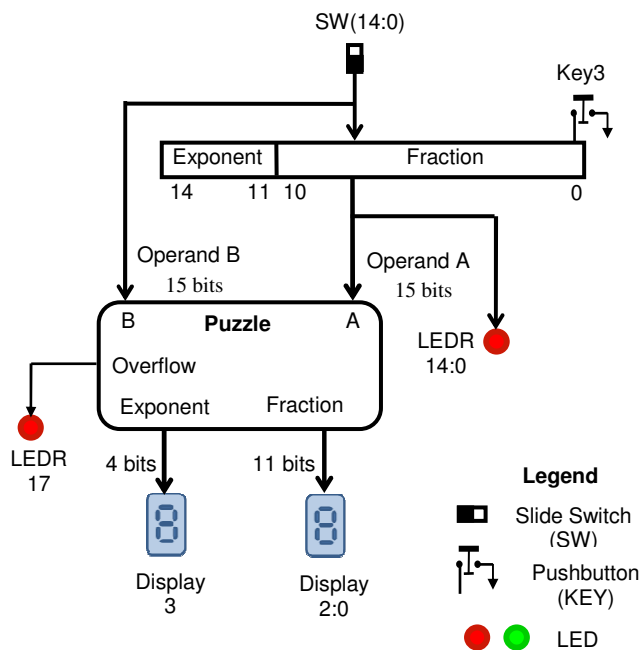 SW(14:0)
Key3
Exponent Fraction
14 11 10 0
Operand B
15 bits
Operand A
15 bits
B Puzzle A
Overflow
Exponent Fraction
LEDR
14:0
LEDR
17
4 bits
11 bits
Display
3
Display
2:0
Legend
Slide Switch
(SW)
Pushbutton
(KEY)
LED